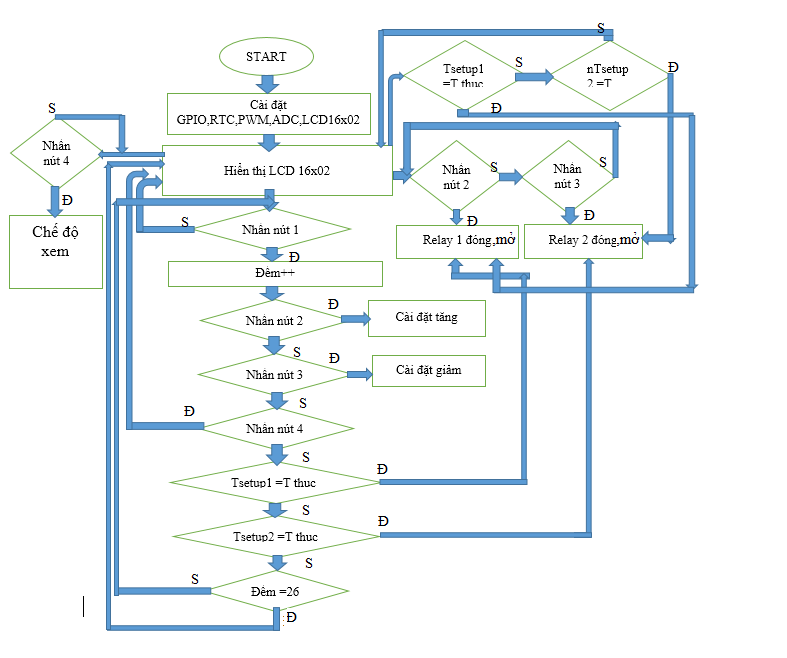 START
Cài đặt
GPIO,RTC,PWM,ADC,LCD16x02
Hiển thị LCD 16x02
S
Nhấn
nút 4
Đ
Chế độ
xem
S
Tsetup1
=T thuc
S
nTsetup
2 =T
Đ
Đ
Nhấn
nút 2
S
Nhấn
nút 3
S
Đ
Đ
Relay 1 đóng,mở
Relay 2 đóng,mở
S
Nhấn nút 1
Đ
Đếm++
Nhấn nút 2
Đ
Cài đặt tăng
S
Nhấn nút 3
Đ
Cài đặt giảm
S
Đ
Nhấn nút 4
S
Tsetup1 =T thuc
Đ
S
Tsetup2 =T thuc
Đ
S
S
Đếm =26
Đ